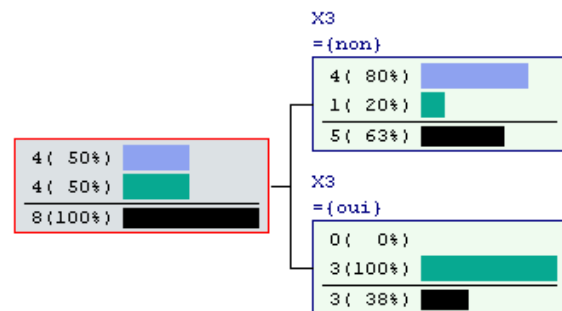 X3
={non}
4( 80%)
1( 20%)
5( 63%)
4( 50%)
4( 50%)
8(100%)
X3
={oui}
0( 0%)
3(100%)
3( 38%)